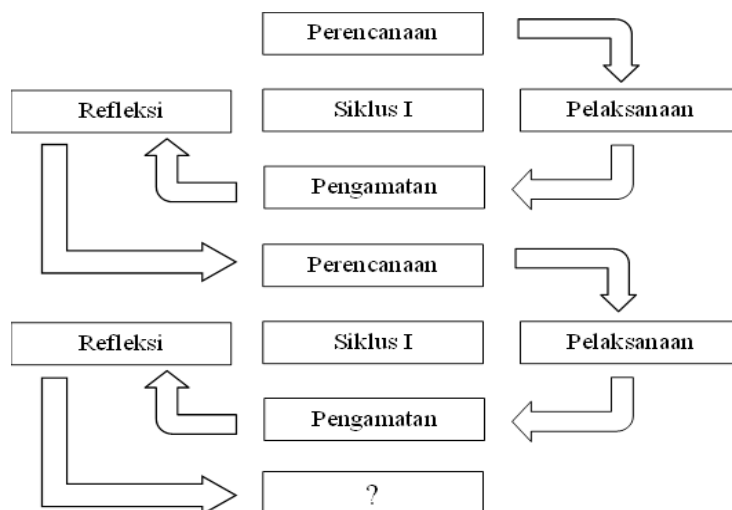 Perencanaan
Refleksi
Siklus I
Pelaksanaan
Pengamatan
Perencanaan
Refleksi
Siklus I
Pelaksanaan
Pengamatan
?